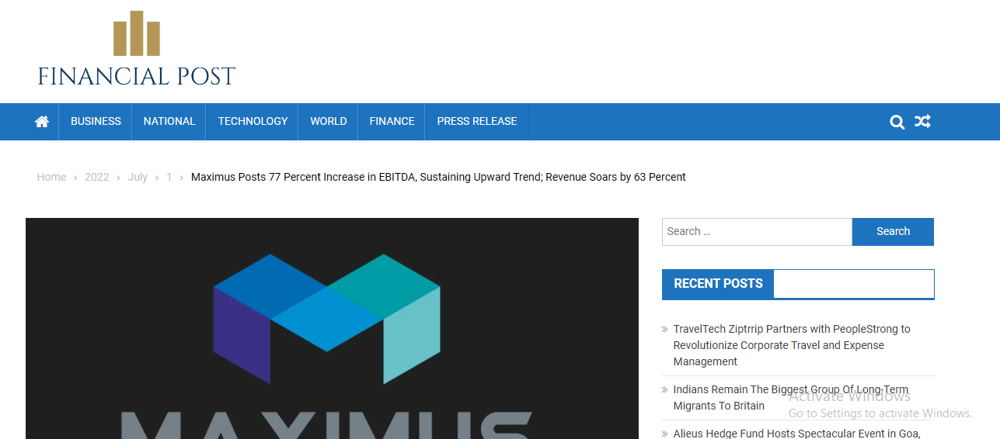 FINANCIAL POST
BUSINESS NATIONAL TECHNOLOGY WORLD FINANCE PRESS RELEASE
Home › 2022 › July › 1 › Maximus Posts 77 Percent Increase in EBITDA, Sustaining Upward Trend; Revenue Soars by 63 Percent
MAXIMUS
Search ...
Search
RECENT POSTS
TravelTech Ziptrrip Partners with PeopleStrong to
Revolutionize Corporate Travel and Expense
Management
Indians Remain The Biggest Group Of Long-Term
Migrants To Britain
Alieus Hedge Fund Hosts Spectacular Event in Goa,
Activate Windows
Go to Settings to activate Windows.